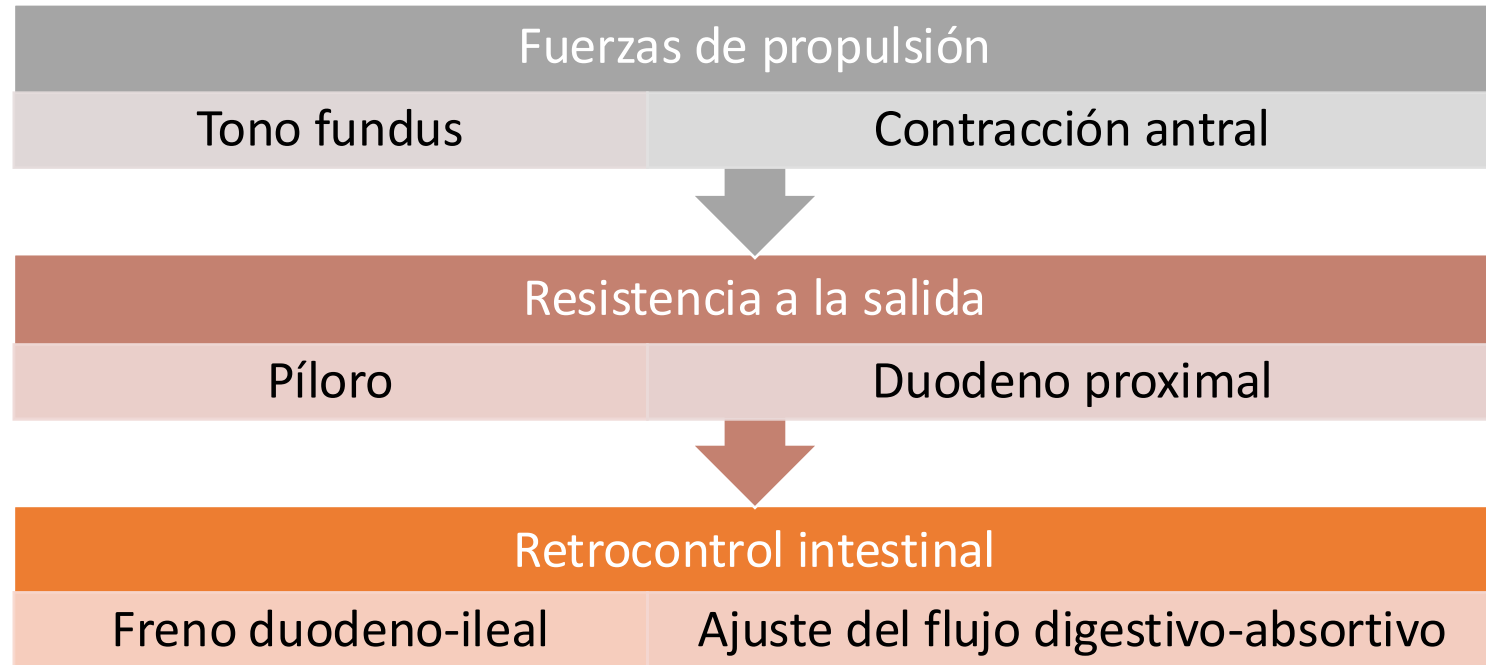 Fuerzas de propulsión
Tono fundus
Contracción antral
Resistencia a la salida
Píloro
Duodeno proximal
Retrocontrol intestinal
Freno duodeno-ileal
Ajuste del flujo digestivo-absortivo